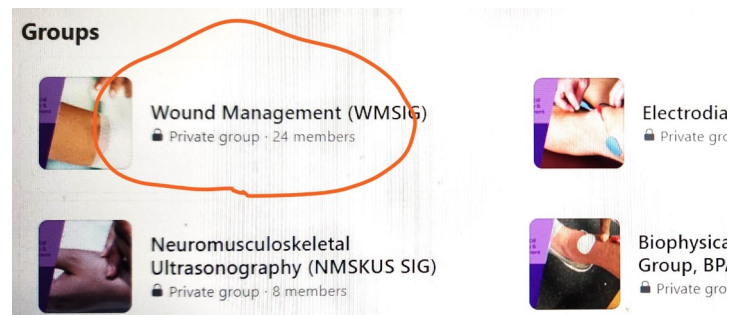 Groups
Wound Management (WMSIG)
Private group · 24 members
Electrodia
Private gro
Neuromusculoskeletal
Ultrasonography (NMSKUS SIG)
Private group · 8 members
Biophysica
Group, BPA
Private gro